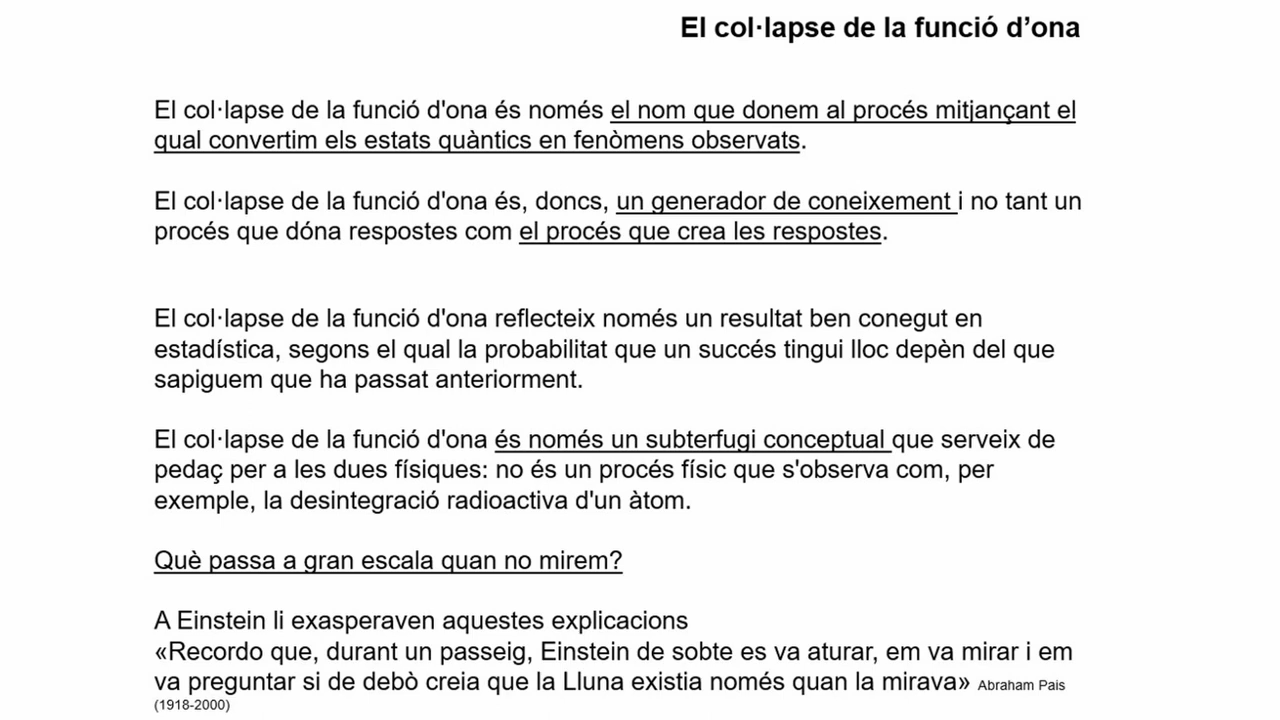 El col·lapse de la funció d’ona
El col·lapse de la funció d'ona és només el nom que donem al procés mitjançant el
qual convertim els estats quàntics en fenòmens observats.
El col·lapse de la funció d'ona és, doncs, un generador de coneixement i no tant un
procés que dóna respostes com el procés que crea les respostes.
El col·lapse de la funció d'ona reflecteix només un resultat ben conegut en
estadística, segons el qual la probabilitat que un succés tingui lloc depèn del que
sapiguem que ha passat anteriorment.
El col·lapse de la funció d'ona és només un subterfugi conceptual que serveix de
pedaç per a les dues físiques: no és un procés físic que s'observa com, per
exemple, la desintegració radioactiva d'un àtom.
Què passa a gran escala quan no mirem?
A Einstein li exasperaven aquestes explicacions
«Recordo que, durant un passeig, Einstein de sobte es va aturar, em va mirar i em
va preguntar si de debò creia que la Lluna existia només quan la mirava» Abraham Pais
(1918-2000)